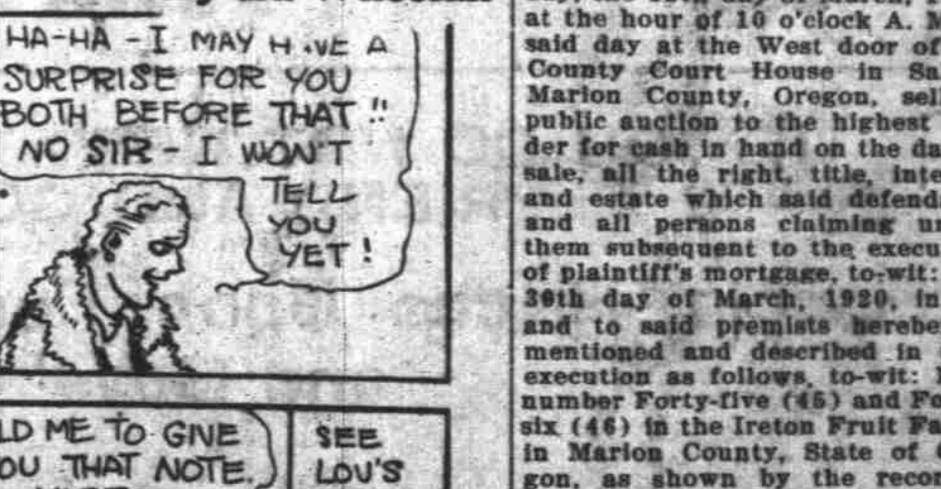 HA-HA - I MAY HAVE A
SURPRISE FOR YOU
BOTH BEFORE THAT!!
NO SIR - I WON'T
TELL
YOU
YET!
LD ME TO GIVE
OU THAT NOTE.
SEE
LOU'S
at the hour of 10 o'clock A. M
said day at the West door of
County Court House in Sa
Marion County, Oregon, sell
public auction to the highest
der for cash in hand on the da
sale, all the right, title, inte
and estate which said defend
and all persons claiming un
them subsequent to the execu
of plaintiff's mortgage, to-wit:
30th day of March, 1920, in
and to said premists herebe
mentioned and described in
execution as follows, to-wit:
number Forty-five (45) and Fo
six (46) in the Ireton Fruit Fa
in Marion County, State of
gon, as shown by the recor